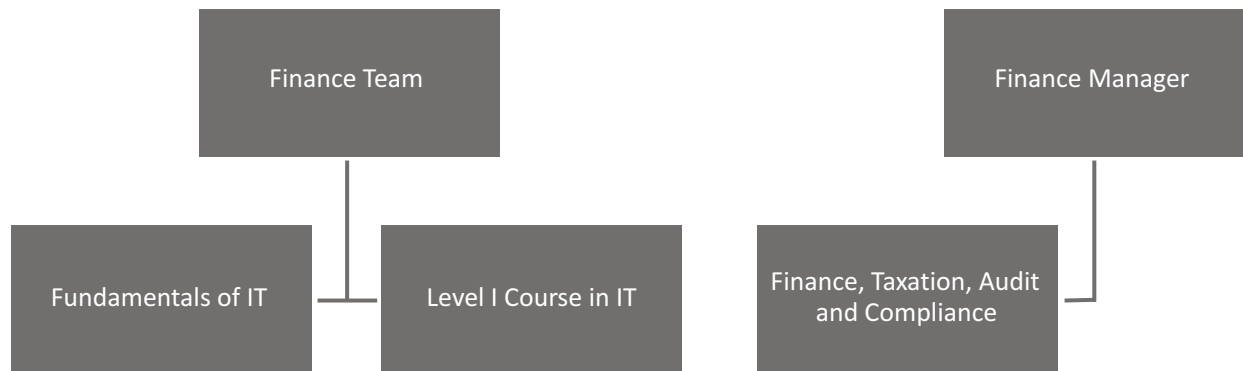 Finance Team
Finance Manager
Fundamentals of IT
Level I Course in IT
Finance, Taxation, Audit
and Compliance